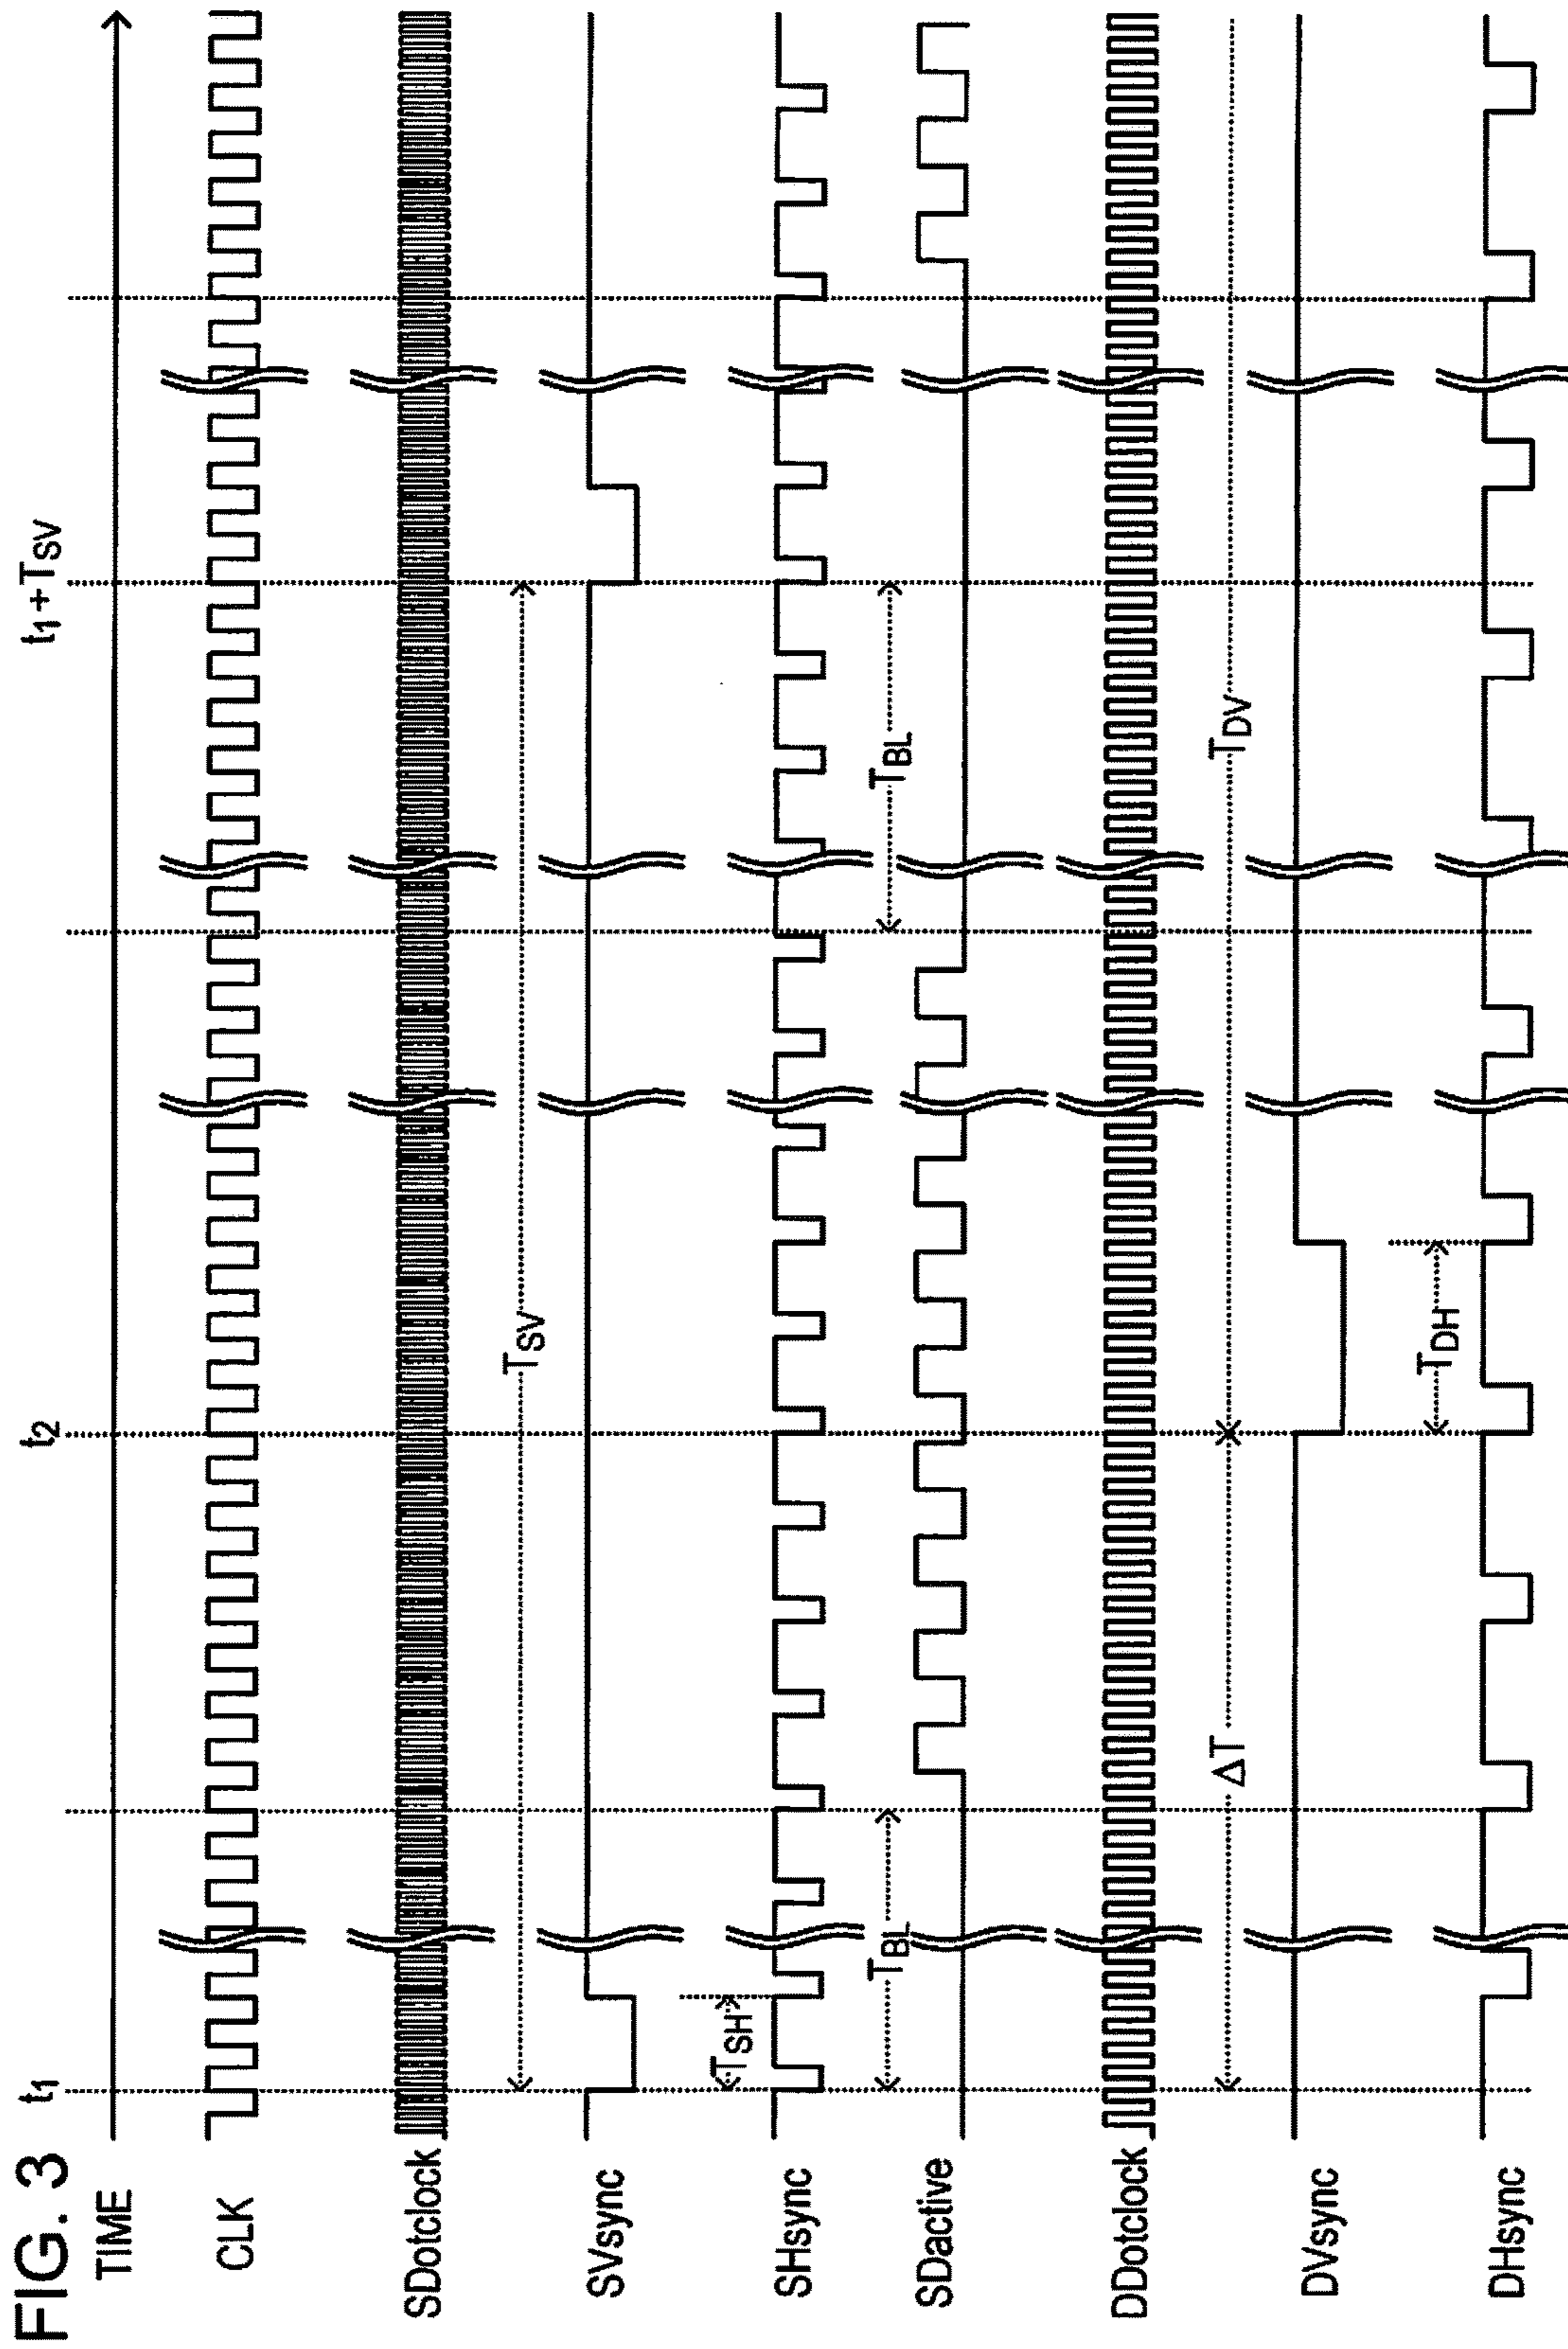 FIG. 3
TIME
t1
t2
t1+TSV
CLK
SDotclock
SVsync
TSV
SHsync
TSH
SDactive
TBL
TBL
DDotclock
ΔT
TDV
DVsync
DHsync
TDH